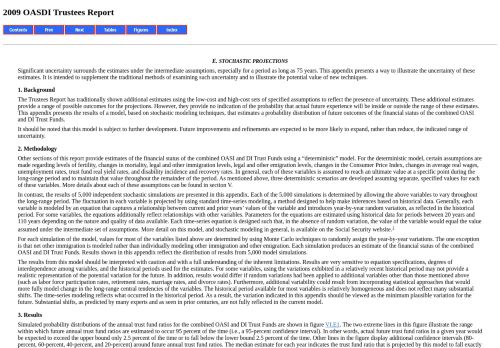 2009 OASDI Trustees Report
Contents Prev Next Tables Figures Index
E. STOCHASTIC PROJECTIONS
Significant uncertainty surrounds the estimates under the intermediate assumptions, especially for a period as long as 75 years. This appendix presents a way to illustrate the uncertainty of these
estimates. It is intended to supplement the traditional methods of examining such uncertainty and to illustrate the potential value of new techniques.
1. Background
The Trustees Report has traditionally shown additional estimates using the low-cost and high-cost sets of specified assumptions to reflect the presence of uncertainty. These additional estimates
provide a range of possible outcomes for the projections. However, they provide no indication of the probability that actual future experience will be inside or outside the range of these estimates.
This appendix presents the results of a model, based on stochastic modeling techniques, that estimates a probability distribution of future outcomes of the financial status of the combined OASI
and DI Trust Funds.
It should be noted that this model is subject to further development. Future improvements and refinements are expected to be more likely to expand, rather than reduce, the indicated range of
uncertainty.
2. Methodology
Other sections of this report provide estimates of the financial status of the combined OASI and DI Trust Funds using a "deterministic" model. For the deterministic model, certain assumptions are
made regarding levels of fertility, changes in mortality, legal and other immigration levels, legal and other emigration levels, changes in the Consumer Price Index, changes in average real wages,
unemployment rates, trust fund real yield rates, and disability incidence and recovery rates. In general, each of these variables is assumed to reach an ultimate value at a specific point during the
long-range period and to maintain that value throughout the remainder of the period. As mentioned above, three deterministic scenarios are developed assuming separate, specified values for each
of these variables. More details about each of these assumptions can be found in section V.
In contrast, the results of 5,000 independent stochastic simulations are presented in this appendix. Each of the 5,000 simulations is determined by allowing the above variables to vary throughout
the long-range period. The fluctuation in each variable is projected by using standard time-series modeling, a method designed to help make inferences based on historical data. Generally, each
variable is modeled by an equation that captures a relationship between current and prior years' values of the variable and introduces year-by-year random variation, as reflected in the historical
period. For some variables, the equations additionally reflect relationships with other variables. Parameters for the equations are estimated using historical data for periods between 20 years and
110 years depending on the nature and quality of data available. Each time-series equation is designed such that, in the absence of random variation, the value of the variable would equal the value
assumed under the intermediate set of assumptions. More detail on this model, and stochastic modeling in general, is available on the Social Security website.1
For each simulation of the model, values for most of the variables listed above are determined by using Monte Carlo techniques to randomly assign the year-by-year variations. The one exception
is that net other immigration is modeled rather than individually modeling other immigration and other emigration. Each simulation produces an estimate of the financial status of the combined
OASI and DI Trust Funds. Results shown in this appendix reflect the distribution of results from 5,000 model simulations.
The results from this model should be interpreted with caution and with a full understanding of the inherent limitations. Results are very sensitive to equation specifications, degrees of
interdependence among variables, and the historical periods used for the estimates. For some variables, using the variations exhibited in a relatively recent historical period may not provide a
realistic representation of the potential variation for the future. In addition, results would differ if random variations had been applied to additional variables other than those mentioned above
(such as labor force participation rates, retirement rates, marriage rates, and divorce rates). Furthermore, additional variability could result from incorporating statistical approaches that would
more fully model change in the long-range central tendencies of the variables. The historical period available for most variables is relatively homogeneous and does not reflect many substantial
shifts. The time-series modeling reflects what occurred in the historical period. As a result, the variation indicated in this appendix should be viewed as the minimum plausible variation for the
future. Substantial shifts, as predicted by many experts and as seen in prior centuries, are not fully reflected in the current model.
3. Results
Simulated probability distributions of the annual trust fund ratios for the combined OASI and DI Trust Funds are shown in figure VI.E1. The two extreme lines in this figure illustrate the range
within which future annual trust fund ratios are estimated to occur 95 percent of the time (i.e., a 95-percent confidence interval). In other words, actual future trust fund ratios in a given year would
be expected to exceed the upper bound only 2.5 percent of the time or to fall below the lower bound 2.5 percent of the time. Other lines in the figure display additional confidence intervals (80-
percent, 60-percent, 40-percent, and 20-percent) around future annual trust fund ratios. The median estimate for each year indicates the trust fund ratio that is projected by this model to fall exactly